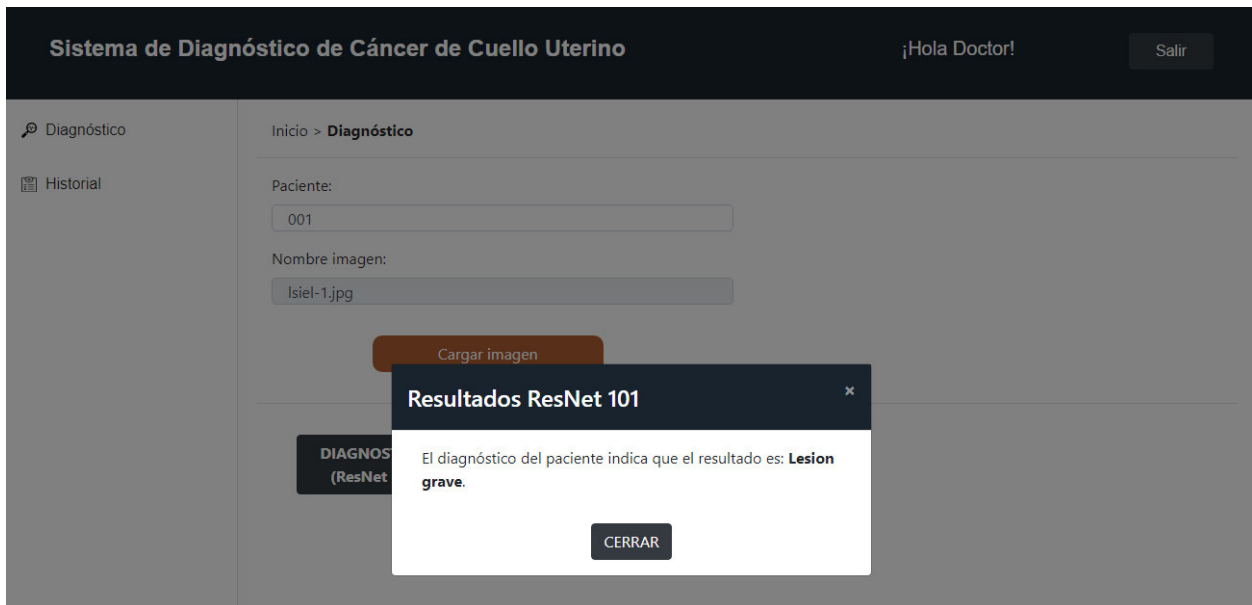 Sistema de Diagnóstico de Cáncer de Cuello Uterino
¡Hola Doctor!
Salir
Diagnóstico
Historial
Inicio > Diagnóstico
Paciente:
001
Nombre imagen:
lsiel-1.jpg
Cargar imagen
Resultados ResNet 101
×
DIAGNOS
(ResNet
El diagnóstico del paciente indica que el resultado es: Lesion
grave.
CERRAR